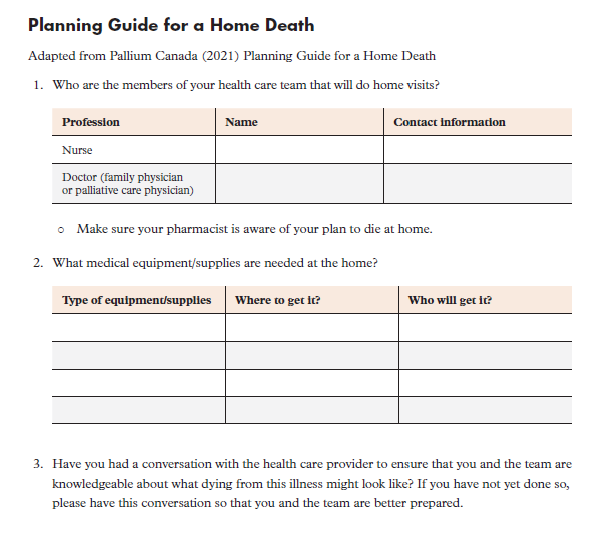 Planning Guide for a Home Death
Adapted from Pallium Canada (2021) Planning Guide for a Home Death
1. Who are the members of your health care team that will do home visits?
Profession Name Contact information
Nurse
Doctor (family physician
or palliative care physician)
○ Make sure your pharmacist is aware of your plan to die at home.
2. What medical equipment/supplies are needed at the home?
Type of equipment/supplies Where to get it? Who will get it?
3. Have you had a conversation with the health care provider to ensure that you and the team are
knowledgeable about what dying from this illness might look like? If you have not yet done so,
please have this conversation so that you and the team are better prepared.